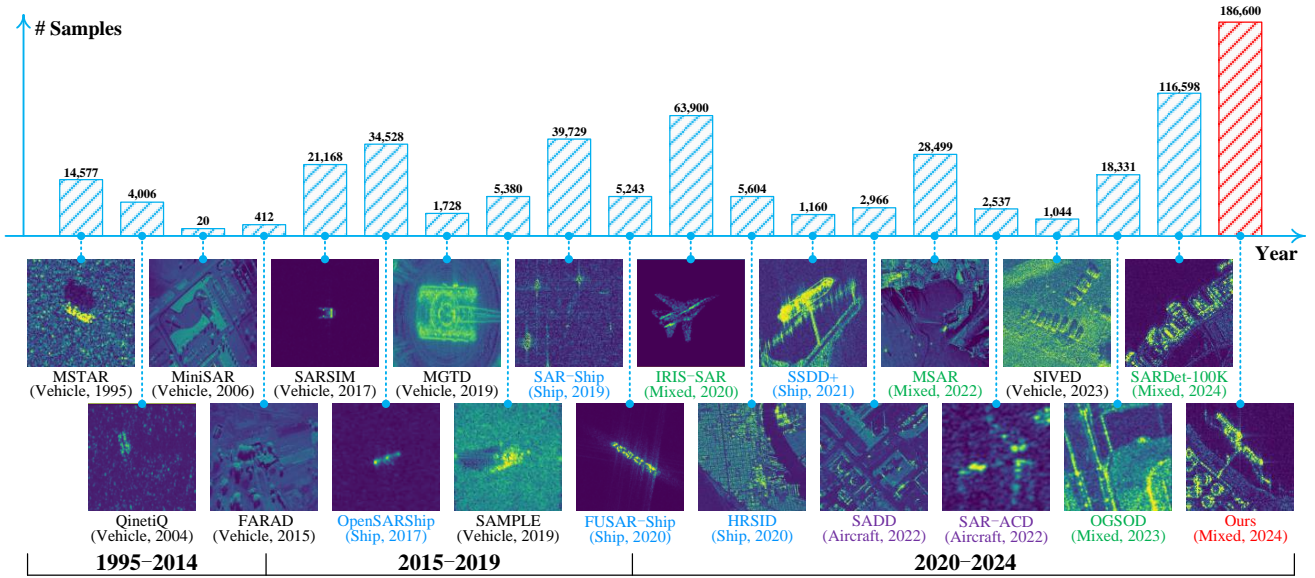 # Samples
14,577
4,006
20
412
21,168
34,528
1,728
5,380
39,729
5,243
63,900
5,604
1,160
2,966
28,499
2,537
1,044
18,331
116,598
186,600
Year
MSTAR
(Vehicle, 1995)
MiniSAR
(Vehicle, 2006)
SARSIM
(Vehicle, 2017)
MGTD
(Vehicle, 2019)
SAR-Ship
(Ship, 2019)
IRIS-SAR
(Mixed, 2020)
SSDD+
(Ship, 2021)
MSAR
(Mixed, 2022)
SIVED
(Vehicle, 2023)
SARDet-100K
(Mixed, 2024)
QinetiQ
(Vehicle, 2004)
FARAD
(Vehicle, 2015)
OpenSARShip
(Ship, 2017)
SAMPLE
(Vehicle, 2019)
FUSAR-Ship
(Ship, 2020)
HRSID
(Ship, 2020)
SADD
(Aircraft, 2022)
SAR-ACD
(Aircraft, 2022)
OGSOD
(Mixed, 2023)
Ours
(Mixed, 2024)
1995-2014
2015-2019
2020-2024